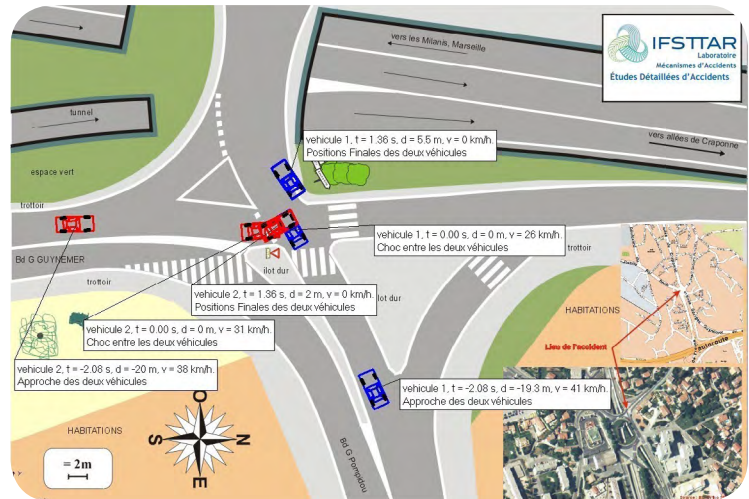 vers les Milanis, Marseille
IFSTTAR
Laboratoire
Mécanismes d'Accidents
Études Détaillées d'Accidents
tunnel
vers allées de Craponne
vehicule 1, t = 1.36 s, d = 5.5 m, v = 0 km/h.
Positions Finales des deux véhicules
espace vert
trottoir
vehicule 1, t = 0.00 s, d = 0 m, v = 26 km/h.
Choc entre les deux véhicules
trottoir
Bd G GUYNEMER
ilot dur
trottoir
vehicule 2, t = 1.36 s, d = 2 m, v = 0 km/h.
Positions Finales des deux véhicules
lot dur
HABITATIONS
vehicule 2, t = 0.00 s, d = 0 m, v = 31 km/h.
Choc entre les deux véhicules
Lieu de l'accident
vehicule 2, t = -2.08 s, d = -20 m, v = 38 km/h.
Approche des deux véhicules
vehicule 1, t = -2.08 s, d = -19.3 m, v = 41 km/h.
Approche des deux véhicules
HABITATIONS
O
S
N
E
Bd G Pompidou
= 2m